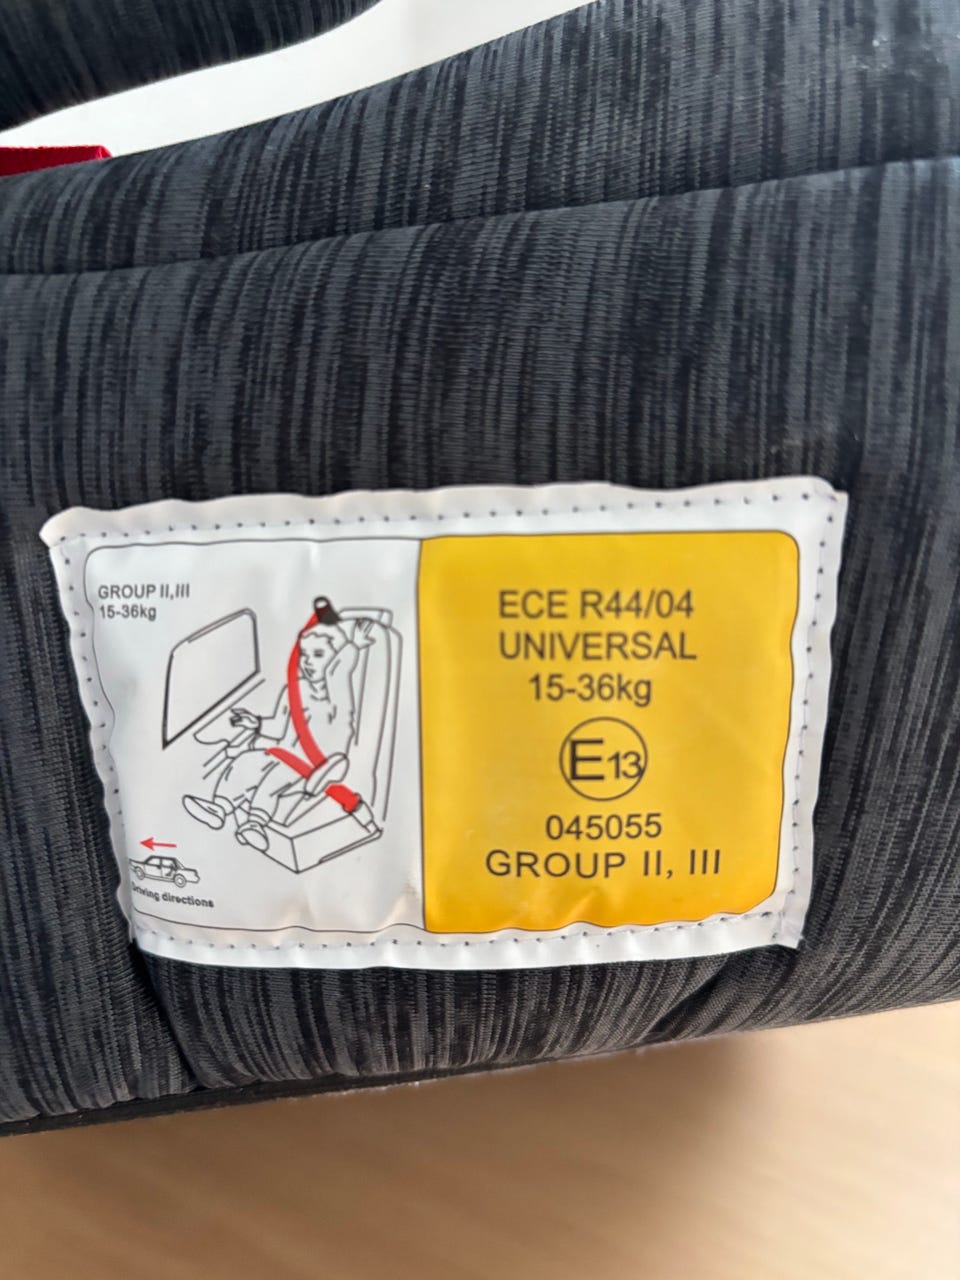 GROUP II,III
15-36kg
Driving directions
ECE R44/04
UNIVERSAL
15-36kg
E13
045055
GROUP II, III